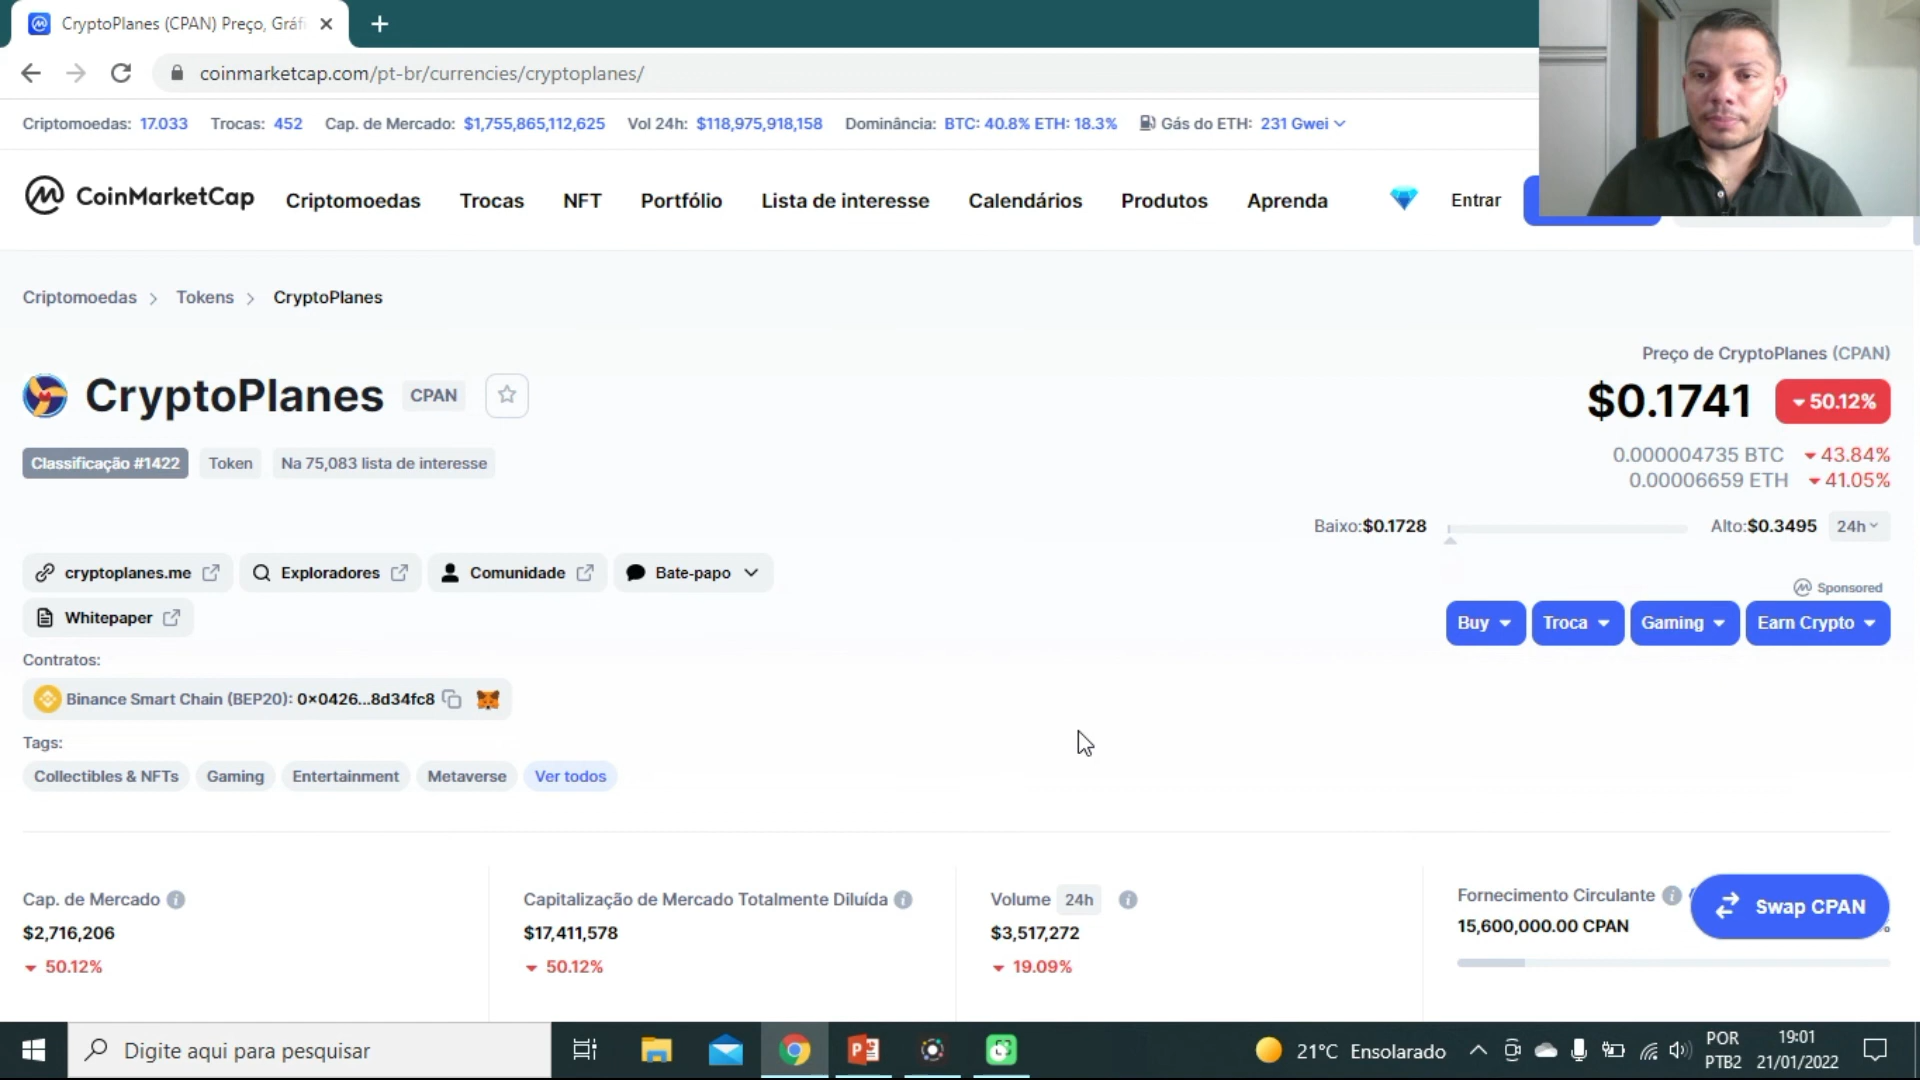 CryptoPlanes (CPAN) Preço, Gráfi
coinmarketcap.com/pt-br/currencies/cryptoplanes/
Criptomoedas: 17.033 Trocas: 452 Cap. de Mercado: $1,755,865,112,625 Vol 24h: $118,975,918,158 Dominância: BTC: 40.8% ETH: 18.3% Gás do ETH: 231 Gwei
CoinMarketCap Criptomoedas Trocas NFT Portfólio Lista de interesse Calendários Produtos Aprenda Entrar
Criptomoedas > Tokens > CryptoPlanes
Preço de CryptoPlanes (CPAN)
CryptoPlanes CPAN
$0.1741 50.12%
0.000004735 BTC 43.84%
Classificação #1422 Token Na 75,083 lista de interesse
0.00006659 ETH 41.05%
Baixo:$0.1728 Alto:$0.3495 24h
cryptoplanes.me Exploradores Comunidade Bate-papo
Sponsored
Whitepaper
Buy Troca Gaming Earn Crypto
Contratos:
Binance Smart Chain (BEP20): 0x0426...8d34fc8
Tags:
Collectibles & NFTs Gaming Entertainment Metaverse Ver todos
Cap. de Mercado Capitalização de Mercado Totalmente Diluída Volume 24h Fornecimento Circulante
$2,716,206 $17,411,578 $3,517,272 15,600,000.00 CPAN
Swap CPAN
50.12% 50.12% 19.09%
Digite aqui para pesquisar
21°C Ensolarado
POR
PTB2
19:01
21/01/2022